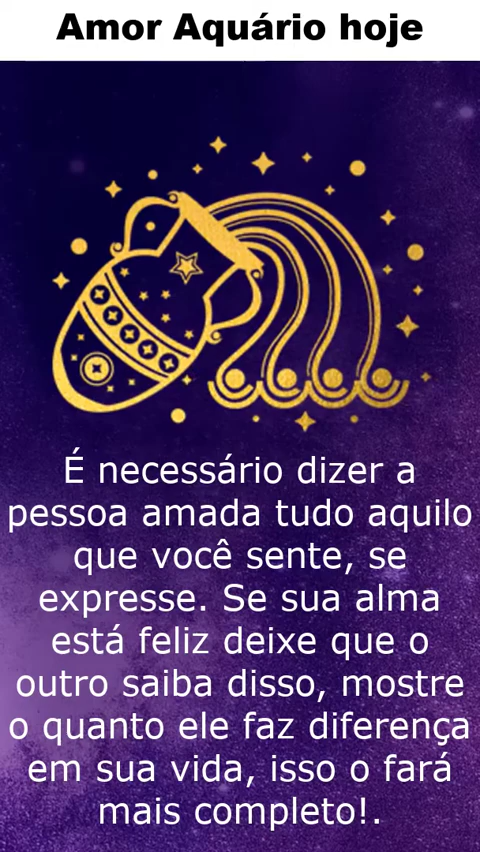 Amor Aquário hoje
É necessário dizer a
pessoa amada tudo aquilo
que você sente, se
expresse. Se sua alma
está feliz deixe que o
outro saiba disso, mostre
o quanto ele faz diferença
em sua vida, isso o fará
mais completo!.